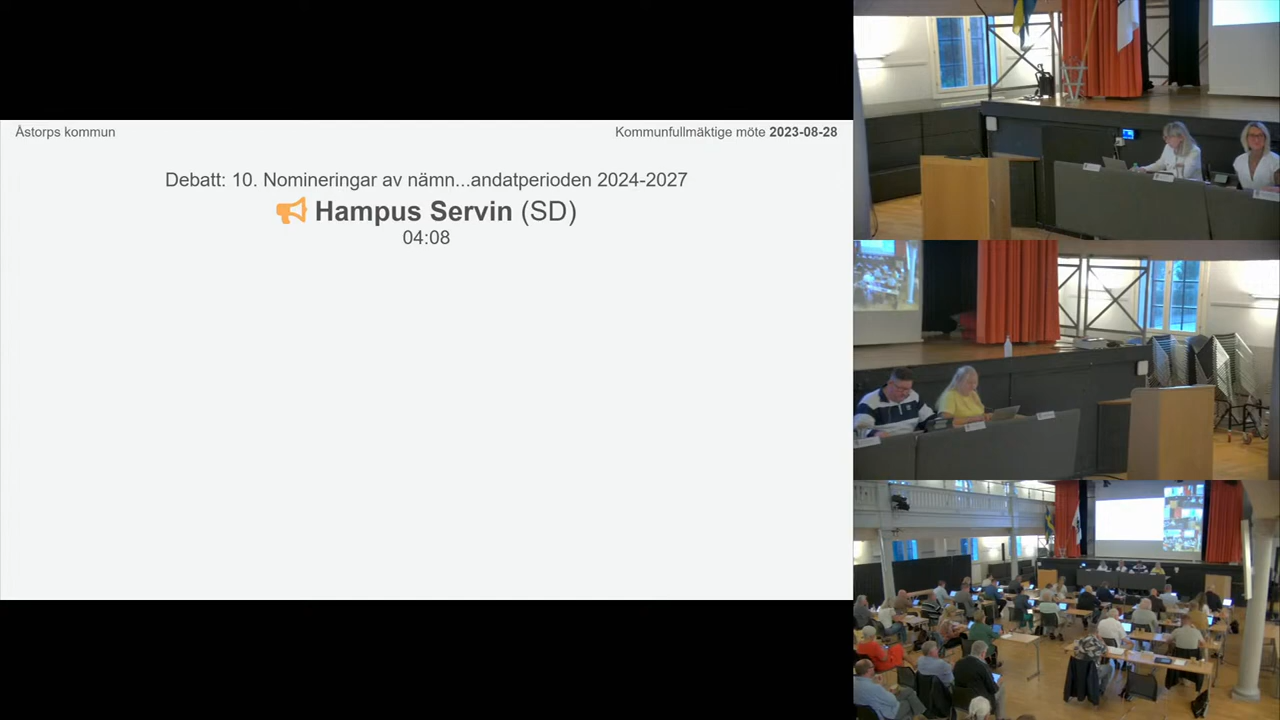 Åstorps kommun
Kommunfullmäktige möte 2023-08-28
Debatt: 10. Nomineringar av nämn...andatperioden 2024-2027
Hampus Servin (SD)
04:08